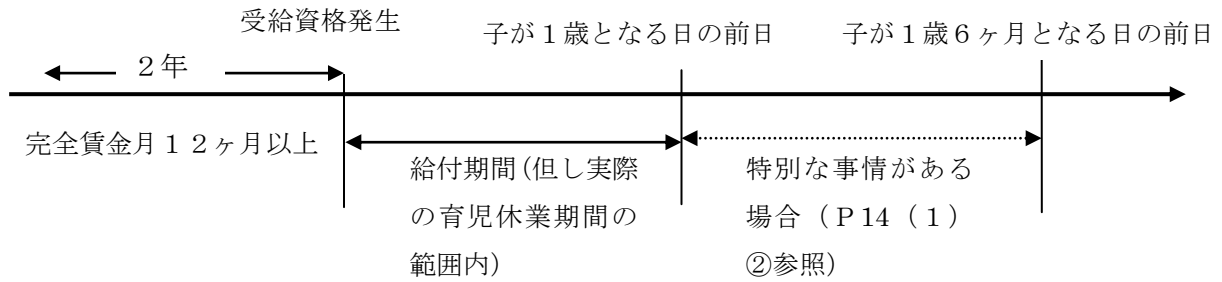 受給資格発生
子が１歳となる日の前日
子が１歳６ヶ月となる日の前日
２年
完全賃金月１２ヶ月以上
給付期間(但し実際
の育児休業期間の
範囲内)
特別な事情がある
場合（Ｐ14（１）
②参照）